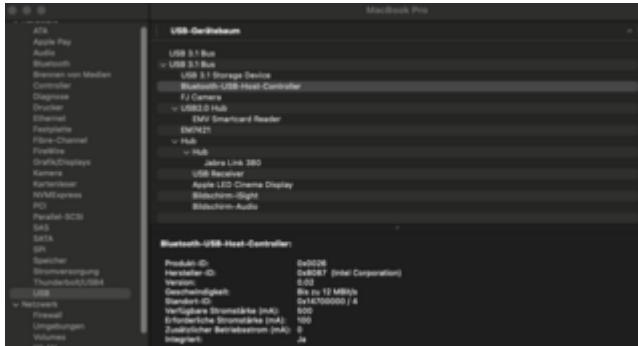 MacBook Pro
ATA
Apple Pay
Audio
Bluetooth
Brennen von Medien
Controller
Diagnose
Drucker
Ethernet
Festplatte
Fibre-Channel
FireWire
Grafik/Displays
Kamera
Kartenleser
NVMExpress
PCI
Parallel-SCSI
SAS
SATA
SPI
Speicher
Stromversorgung
Thunderbolt/USB4
USB
Netzwerk
Firewall
Umgebungen
Volumes
USB-Gerätebaum
USB 3.1 Bus
USB 3.1 Bus
USB 3.1 Storage Device
Bluetooth-USB-Host-Controller
FJ Camera
USB2.0 Hub
EMV Smartcard Reader
EM7421
Hub
Hub
Jabra Link 380
USB Receiver
Apple LED Cinema Display
Bildschirm-iSight
Bildschirm-Audio
Bluetooth-USB-Host-Controller:
Produkt-ID: 0x0026
Hersteller-ID: 0x8087 (Intel Corporation)
Version: 0.02
Geschwindigkeit: Bis zu 12 MBit/s
Standort-ID: 0x14700000 / 4
Verfügbare Stromstärke (mA): 500
Erforderliche Stromstärke (mA): 100
Zusätzlicher Betriebsstrom (mA): 0
Integriert: Ja